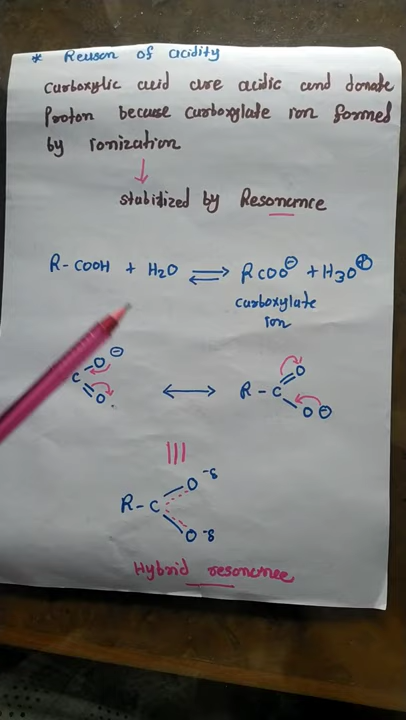 * Reason of acidity
Carboxylic acid are acidic and donate
Proton because carboxylate ion formed
by ionization
↓
stabilized by Resonance
R-COOH + H2O ⇌ RCOO⊖ + H3O⊕
carboxylate
ion
C O⊖ O ↔ R-C O O⊖
|||
R-C O-δ O-δ
Hybrid resonance